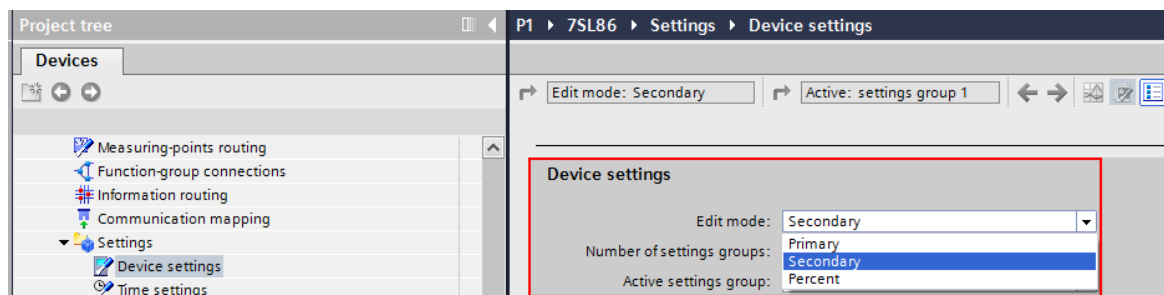 Project tree
P1 ▸ 7SL86 ▸ Settings ▸ Device settings
Devices
Edit mode: Secondary
Active: settings group 1
Measuring-points routing
Function-group connections
Information routing
Communication mapping
Settings
Device settings
Time settings
Device settings
Edit mode: Secondary
Primary
Number of settings groups:
Secondary
Active settings group: Percent